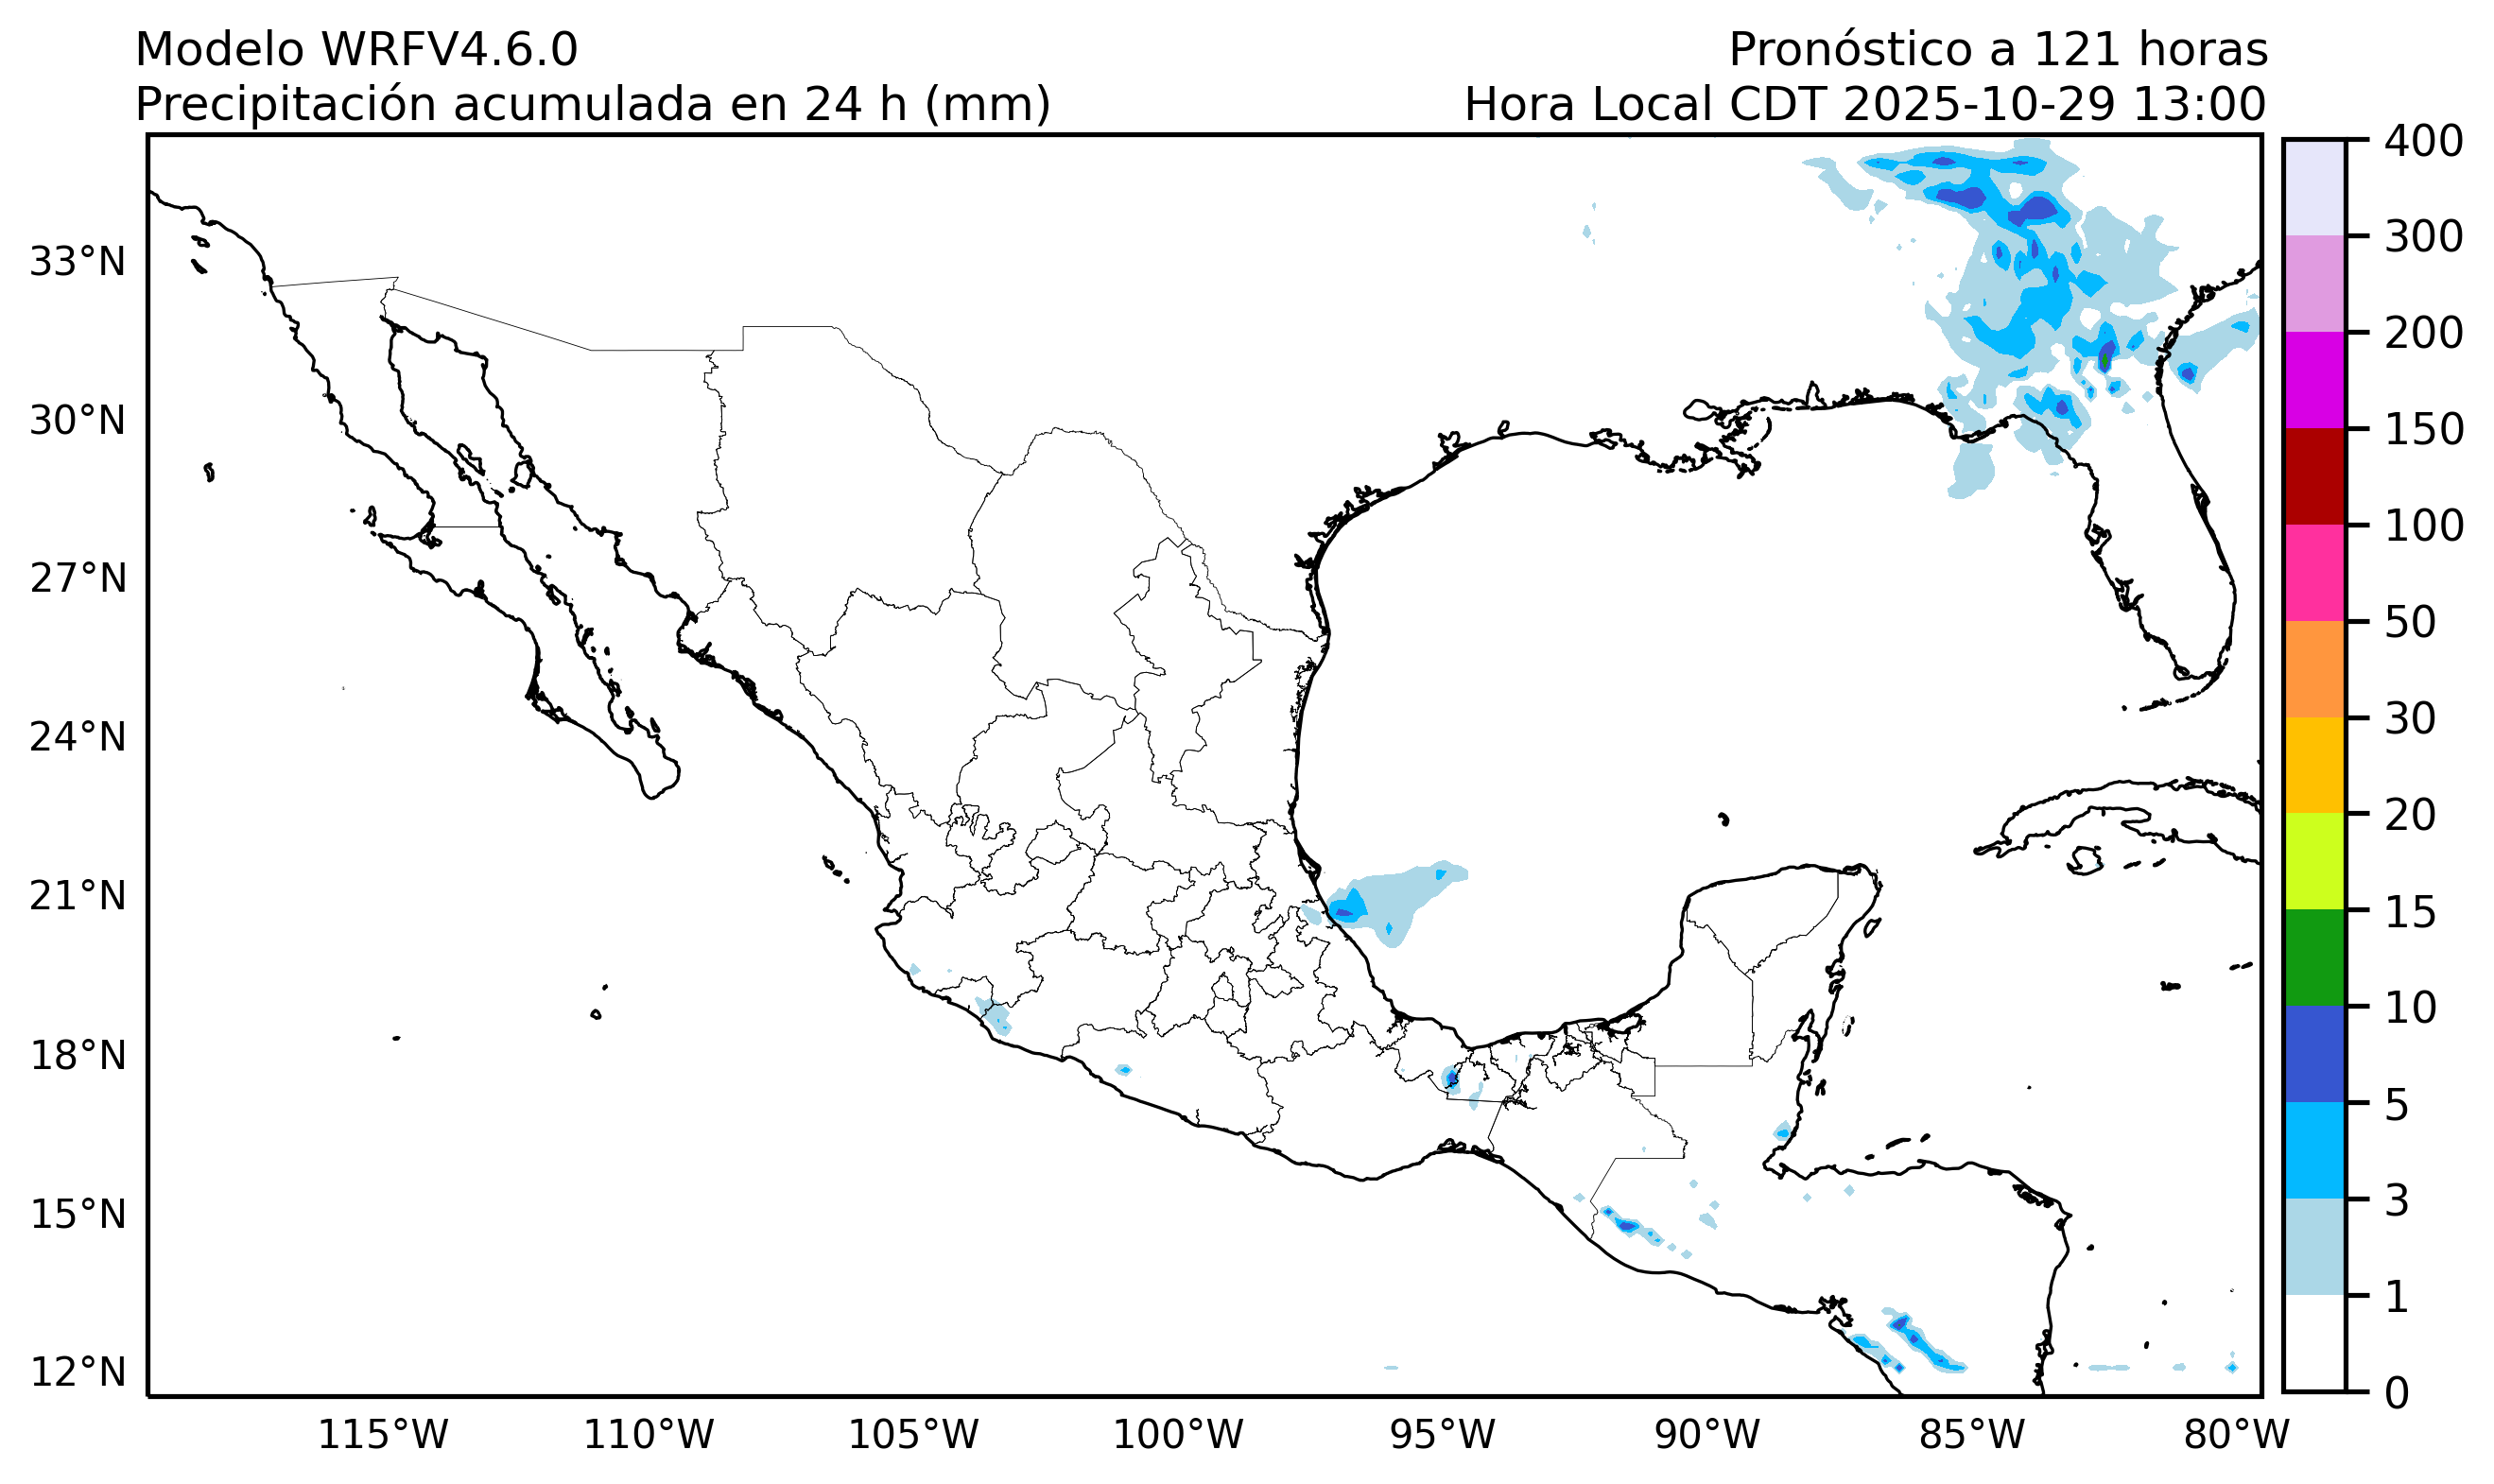 Modelo WRFV4.6.0
Pronóstico a 121 horas
Precipitación acumulada en 24 h (mm)
Hora Local CDT 2025-10-29 13:00
33°N
30°N
27°N
24°N
21°N
18°N
15°N
12°N
115°W
110°W
105°W
100°W
95°W
90°W
85°W
80°W
400
300
200
150
100
50
30
20
15
10
5
3
1
0